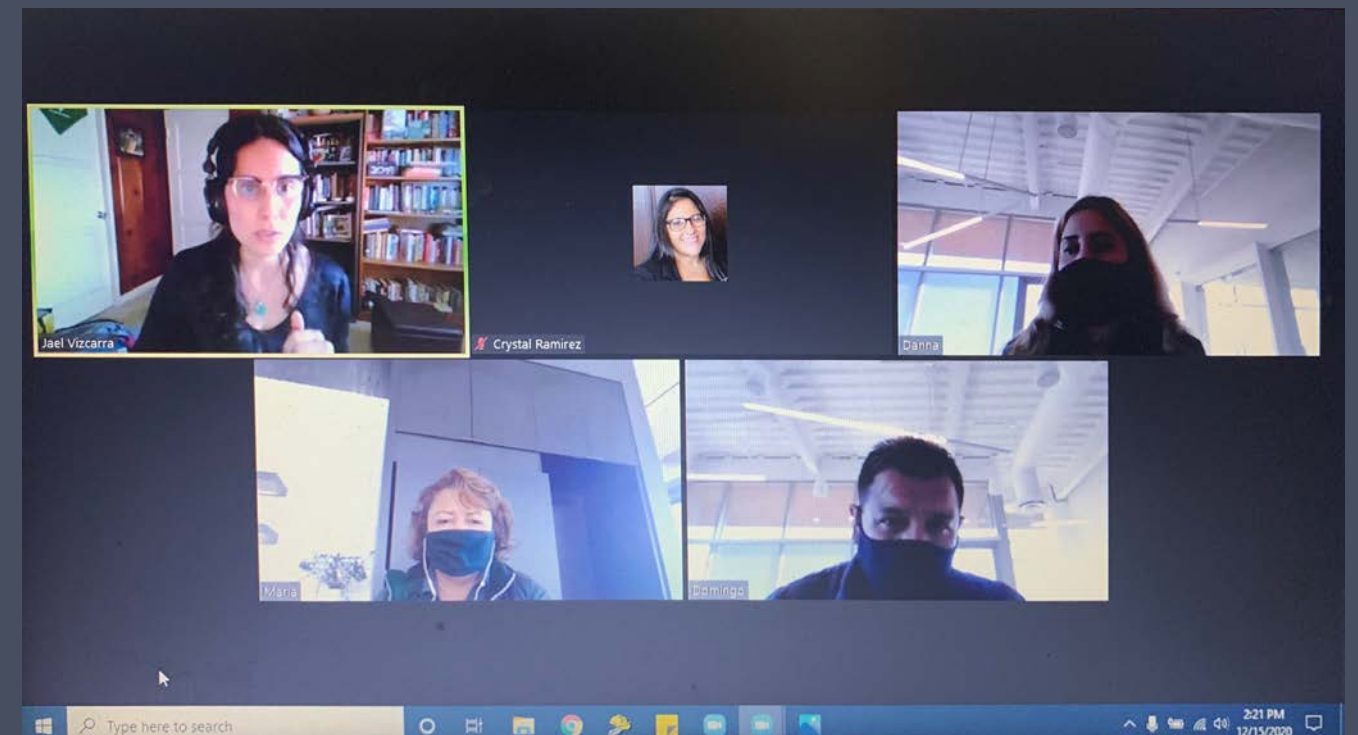 Jael Vizcarra
Crystal Ramirez
Danna
Maria
Domingo
Type here to search
2:21 PM
12/15/2020